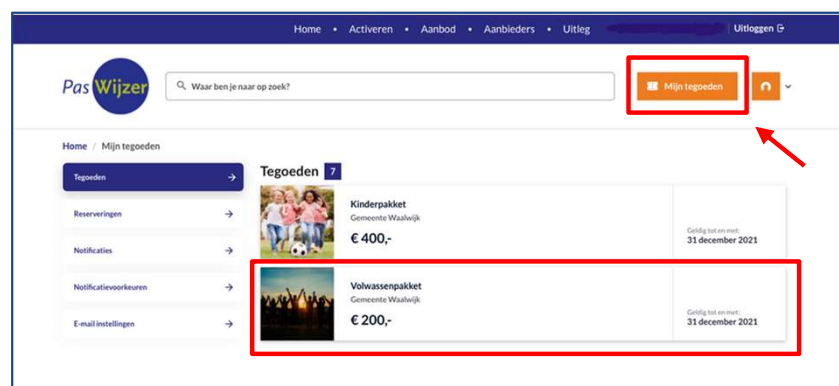 Home • Activeren • Aanbod • Aanbieders • Uitleg Uitloggen
Pas Wijzer Waar ben je naar op zoek? Mijn tegoeden
Home / Mijn tegoeden
Tegoeden
Reserveringen
Notificaties
Notificatievoorkeuren
E-mail instellingen
Tegoeden 7
Kinderpakket
Gemeente Waalwijk
€ 400,-
Geldig tot en met:
31 december 2021
Volwassenpakket
Gemeente Waalwijk
€ 200,-
Geldig tot en met:
31 december 2021